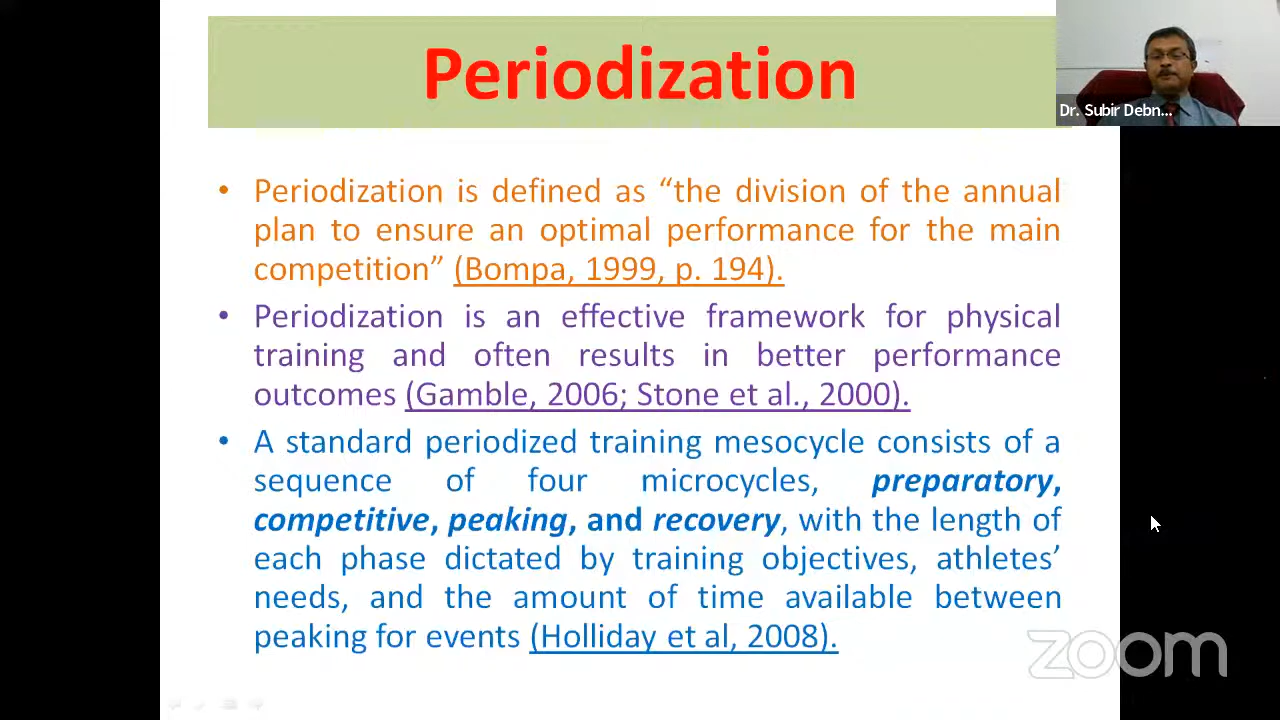 Periodization
Dr. Subir Debn...
• Periodization is defined as “the division of the annual
plan to ensure an optimal performance for the main
competition” (Bompa, 1999, p. 194).
• Periodization is an effective framework for physical
training and often results in better performance
outcomes (Gamble, 2006; Stone et al., 2000).
• A standard periodized training mesocycle consists of a
sequence of four microcycles, preparatory,
competitive, peaking, and recovery, with the length of
each phase dictated by training objectives, athletes’
needs, and the amount of time available between
peaking for events (Holliday et al, 2008).
zoom